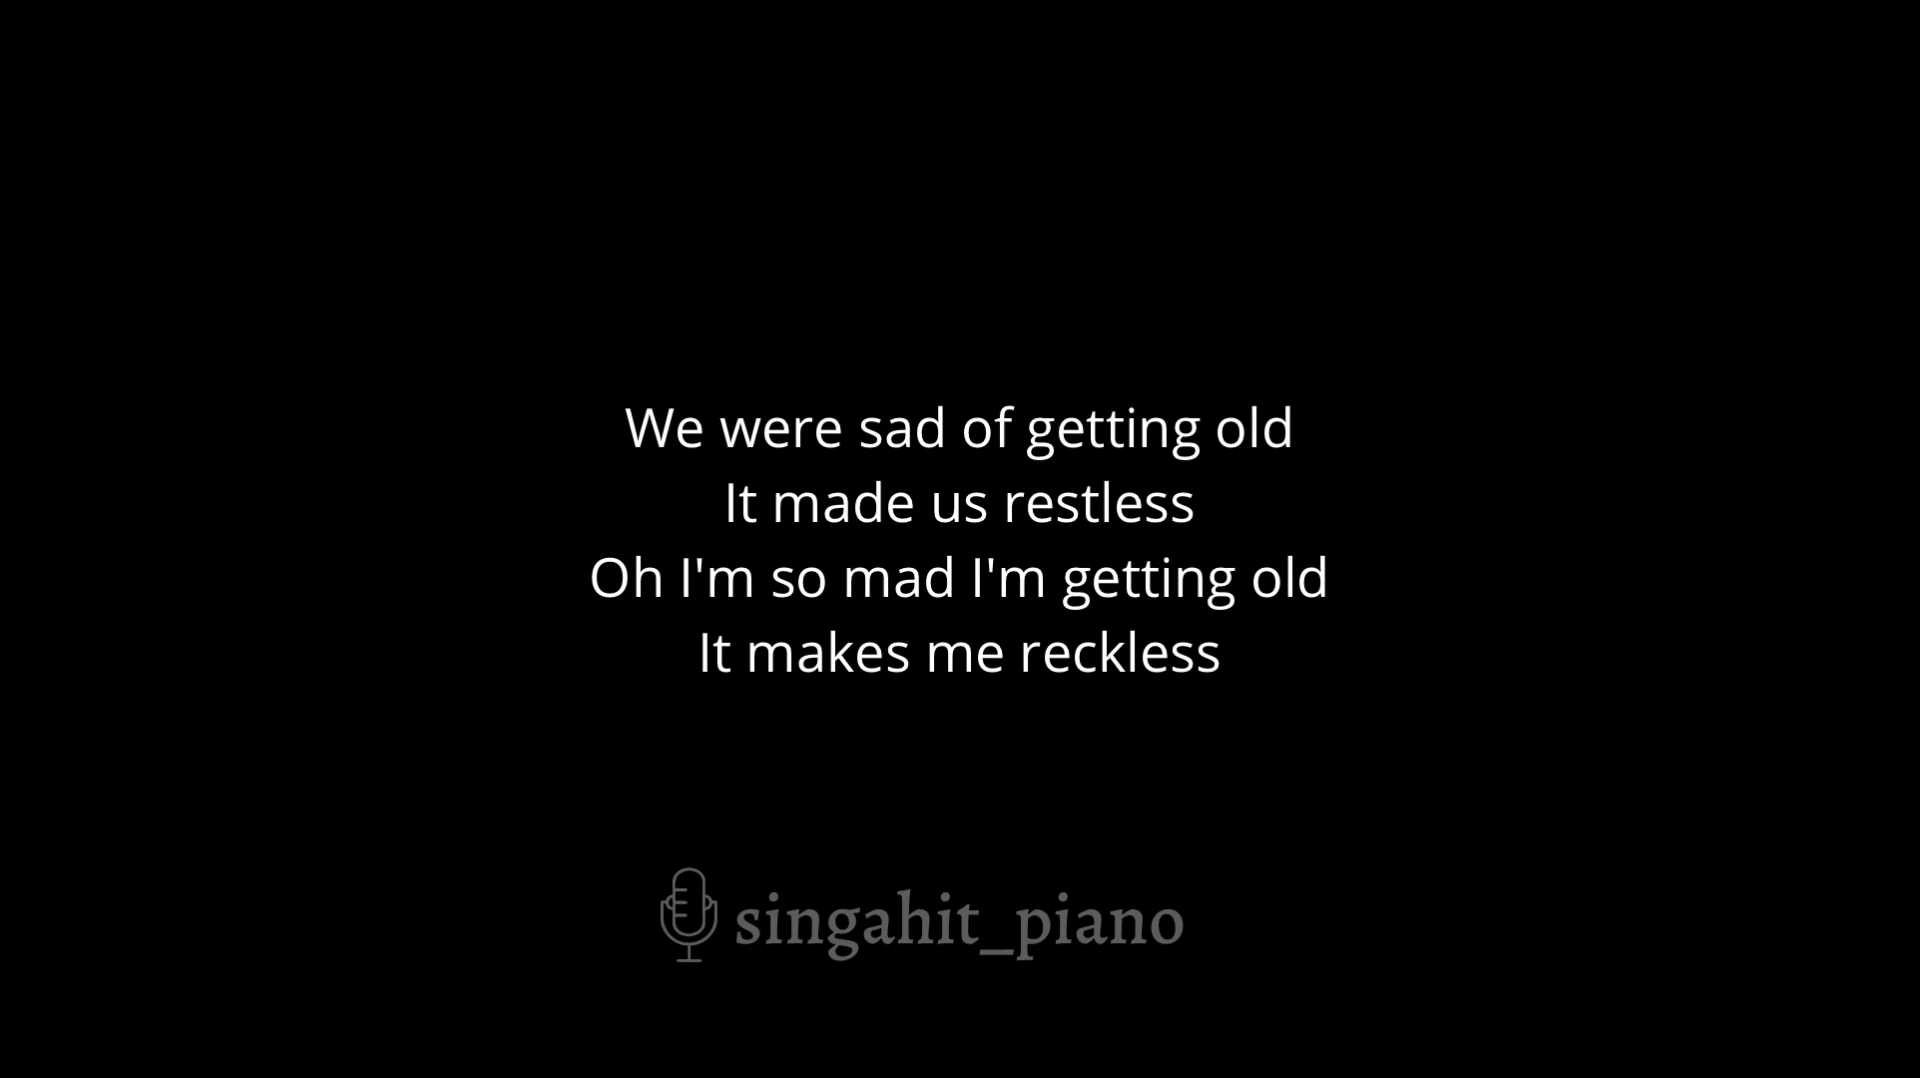 We were sad of getting old
It made us restless
Oh I'm so mad I'm getting old
It makes me reckless
singahit_piano